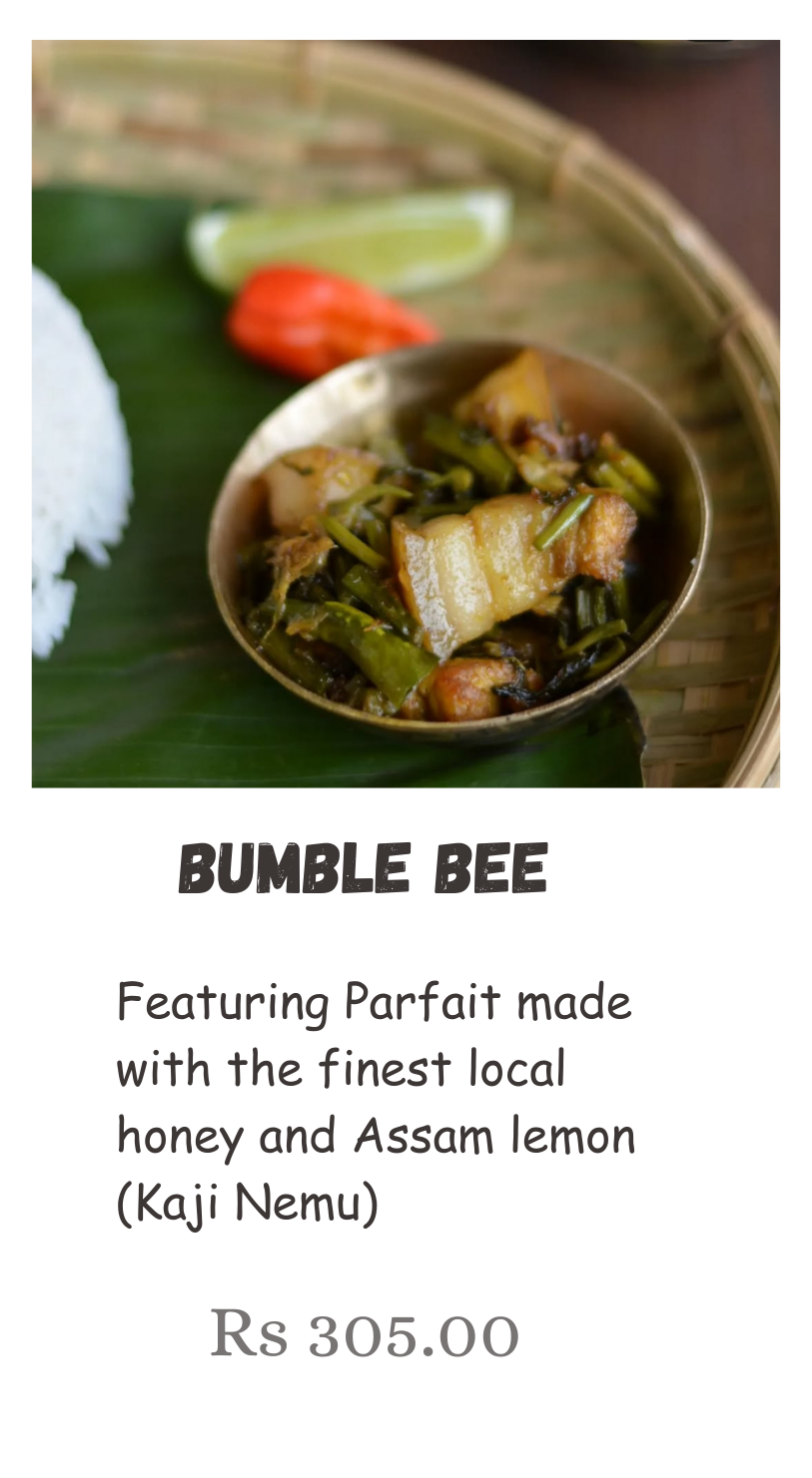 BUMBLE BEE
Featuring Parfait made
with the finest local
honey and Assam lemon
(Kaji Nemu)
Rs 305.00